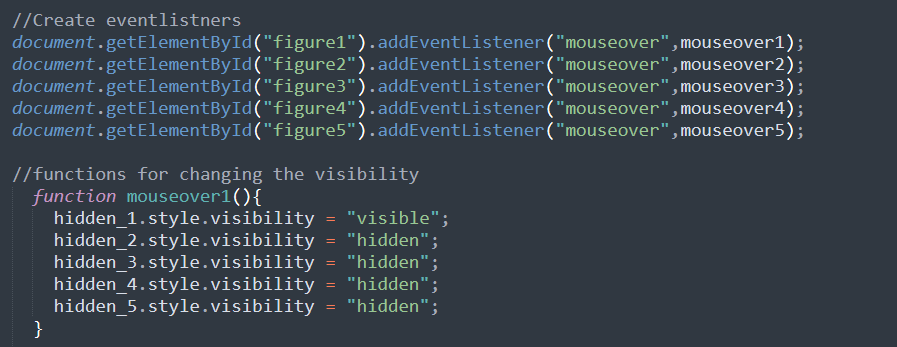 //Create eventlistners
document.getElementById("figure1").addEventListener("mouseover",mouseover1);
document.getElementById("figure2").addEventListener("mouseover",mouseover2);
document.getElementById("figure3").addEventListener("mouseover",mouseover3);
document.getElementById("figure4").addEventListener("mouseover",mouseover4);
document.getElementById("figure5").addEventListener("mouseover",mouseover5);

//functions for changing the visibility
  function mouseover1(){
    hidden_1.style.visibility = "visible";
    hidden_2.style.visibility = "hidden";
    hidden_3.style.visibility = "hidden";
    hidden_4.style.visibility = "hidden";
    hidden_5.style.visibility = "hidden";
  }